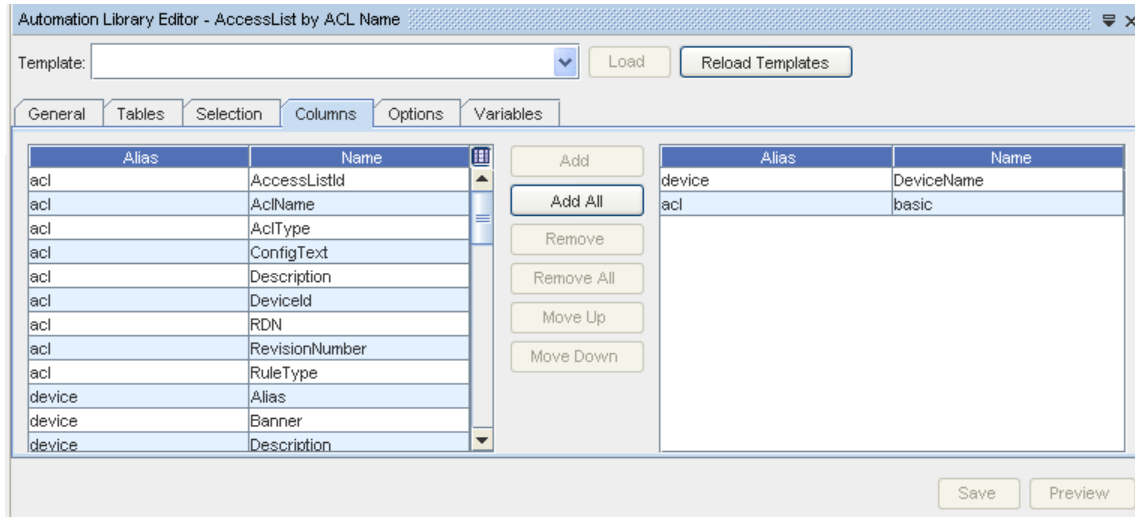 Automation Library Editor - AccessList by ACL Name
Template: Load Reload Templates
General Tables Selection Columns Options Variables
Alias Name
acl AccessListId
acl AclName
acl AclType
acl ConfigText
acl Description
acl DeviceId
acl RDN
acl RevisionNumber
acl RuleType
device Alias
device Banner
device Description
Add
Add All
Remove
Remove All
Move Up
Move Down
Alias Name
device DeviceName
acl basic
Save Preview